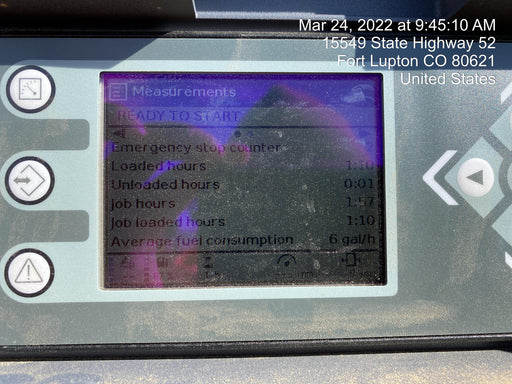 Mar 24, 2022 at 9:45:10 AM
15549 State Highway 52
Fort Lupton CO 80621
United States
Measurements
READY TO START
Emergency stop counter
Loaded hours 1:10
Unloaded hours 0:01
Job hours 1:57
Job loaded hours 1:10
Average fuel consumption 6 gal/h